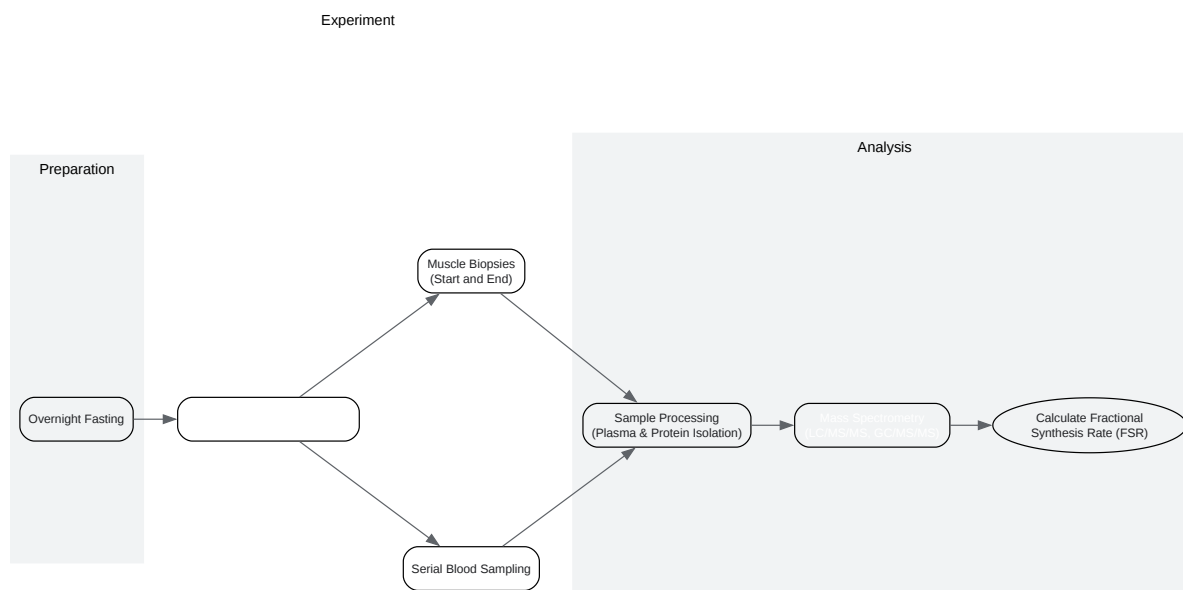 Experiment
Preparation
Analysis
Muscle Biopsies
(Start and End)
Overnight Fasting
Sample Processing
(Plasma & Protein Isolation)
Mass Spectrometry
(LC/MS/MS, GC/MS/MS)
Calculate Fractional
Synthesis Rate (FSR)
Serial Blood Sampling